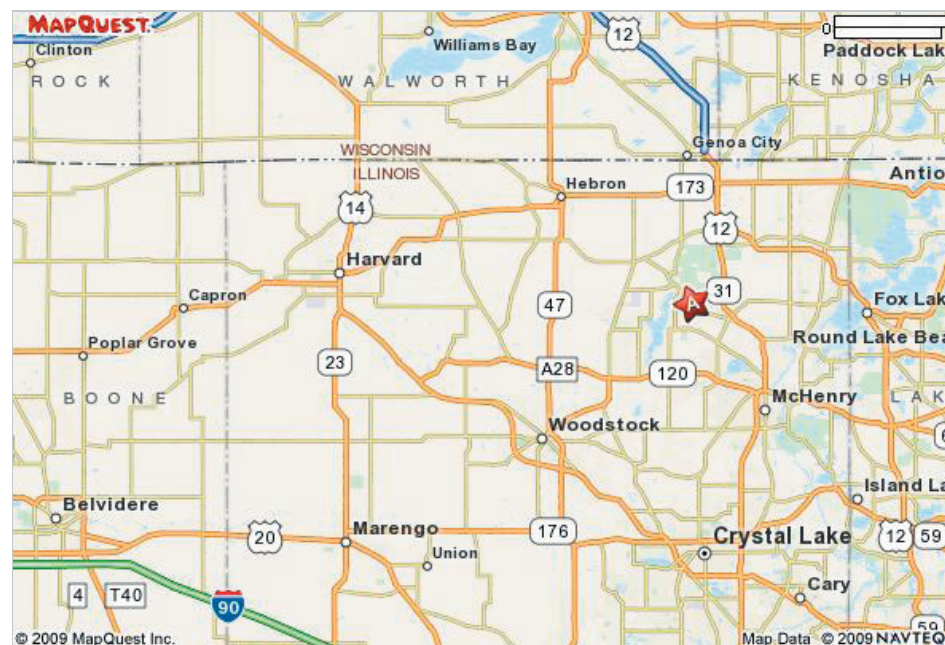 MAPQUEST.
12
0
Clinton
Williams Bay
Paddock Lak
ROCK
WALWORTH
KENOSHA
Genoa City
WISCONSIN
ILLINOIS
Antio
Hebron
173
14
12
Harvard
31
Capron
47
A
Fox Lak
Poplar Grove
Round Lake Bea
23
A28
120
BOONE
McHenry
LAK
Woodstock
6
Belvidere
Island La
Marengo
176
20
Crystal Lake
12
59
Union
Cary
4
T40
90
59
© 2009 MapQuest Inc.
Map Data © 2009 NAVTEQ